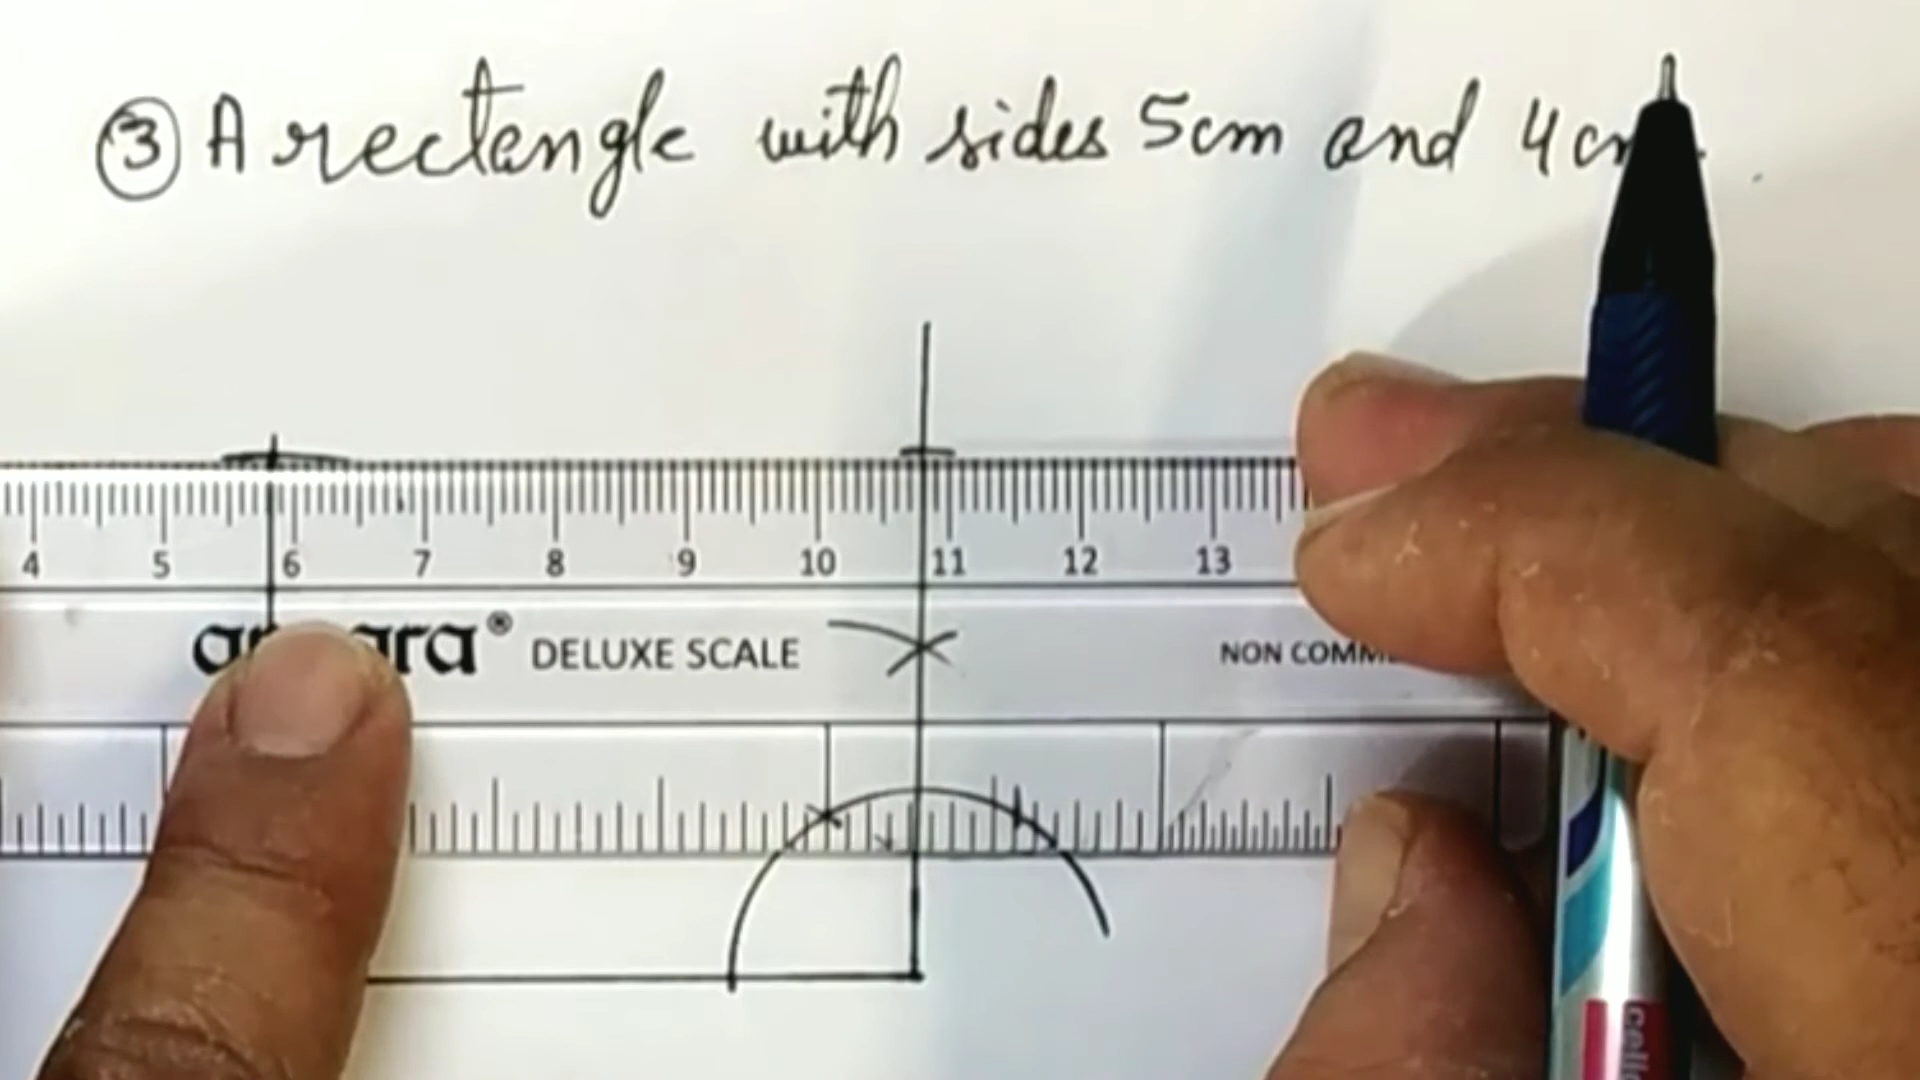 ③ A rectangle with sides 5cm and 4
4 5 6 7 8 9 10 11 12 13
DELUXE SCALE
NON